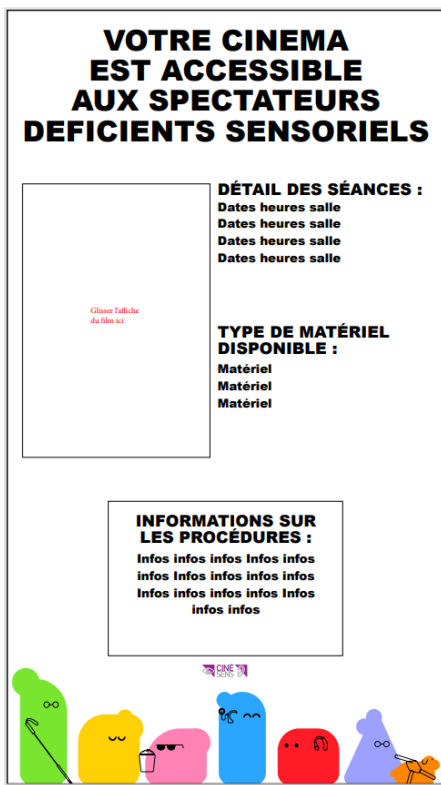 VOTRE CINEMA
EST ACCESSIBLE
AUX SPECTATEURS
DEFICIENTS SENSORIELS
DÉTAIL DES SÉANCES :
Dates heures salle
Dates heures salle
Dates heures salle
Dates heures salle
Glisser l'affiche
du film ici
TYPE DE MATÉRIEL
DISPONIBLE :
Matériel
Matériel
Matériel
INFORMATIONS SUR
LES PROCÉDURES :
Infos infos infos Infos infos
infos Infos infos infos infos
Infos infos infos infos Infos
infos infos
CINÉ
SENS